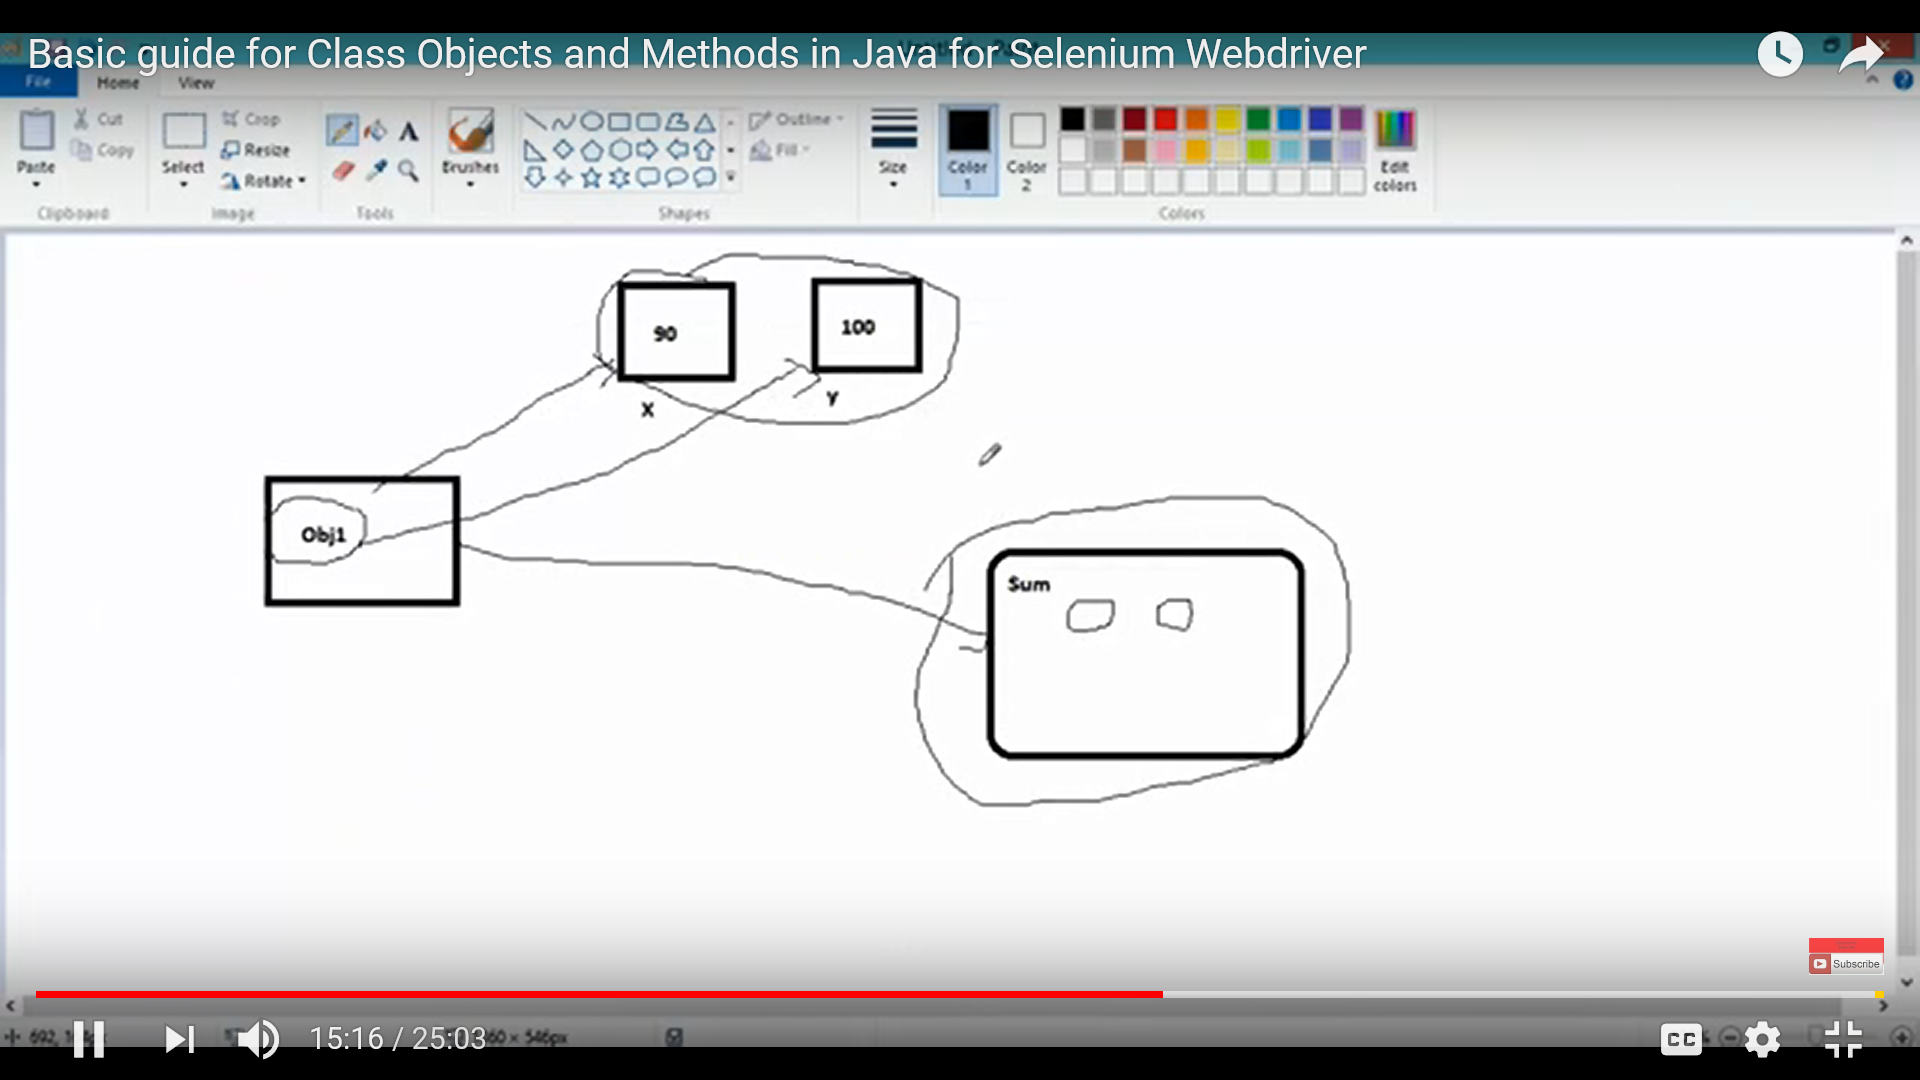 Basic guide for Class Objects and Methods in Java for Selenium Webdriver
File Home View
Cut
Copy
Paste
Clipboard
Select
Crop
Resize
Rotate
Image
A
Tools
Brushes
Shapes
Outline
Fill
Size
Color 1
Color 2
Edit colors
Colors
90
100
X
Y
Obj1
Sum
Subscribe
15:16 / 25:03
CC